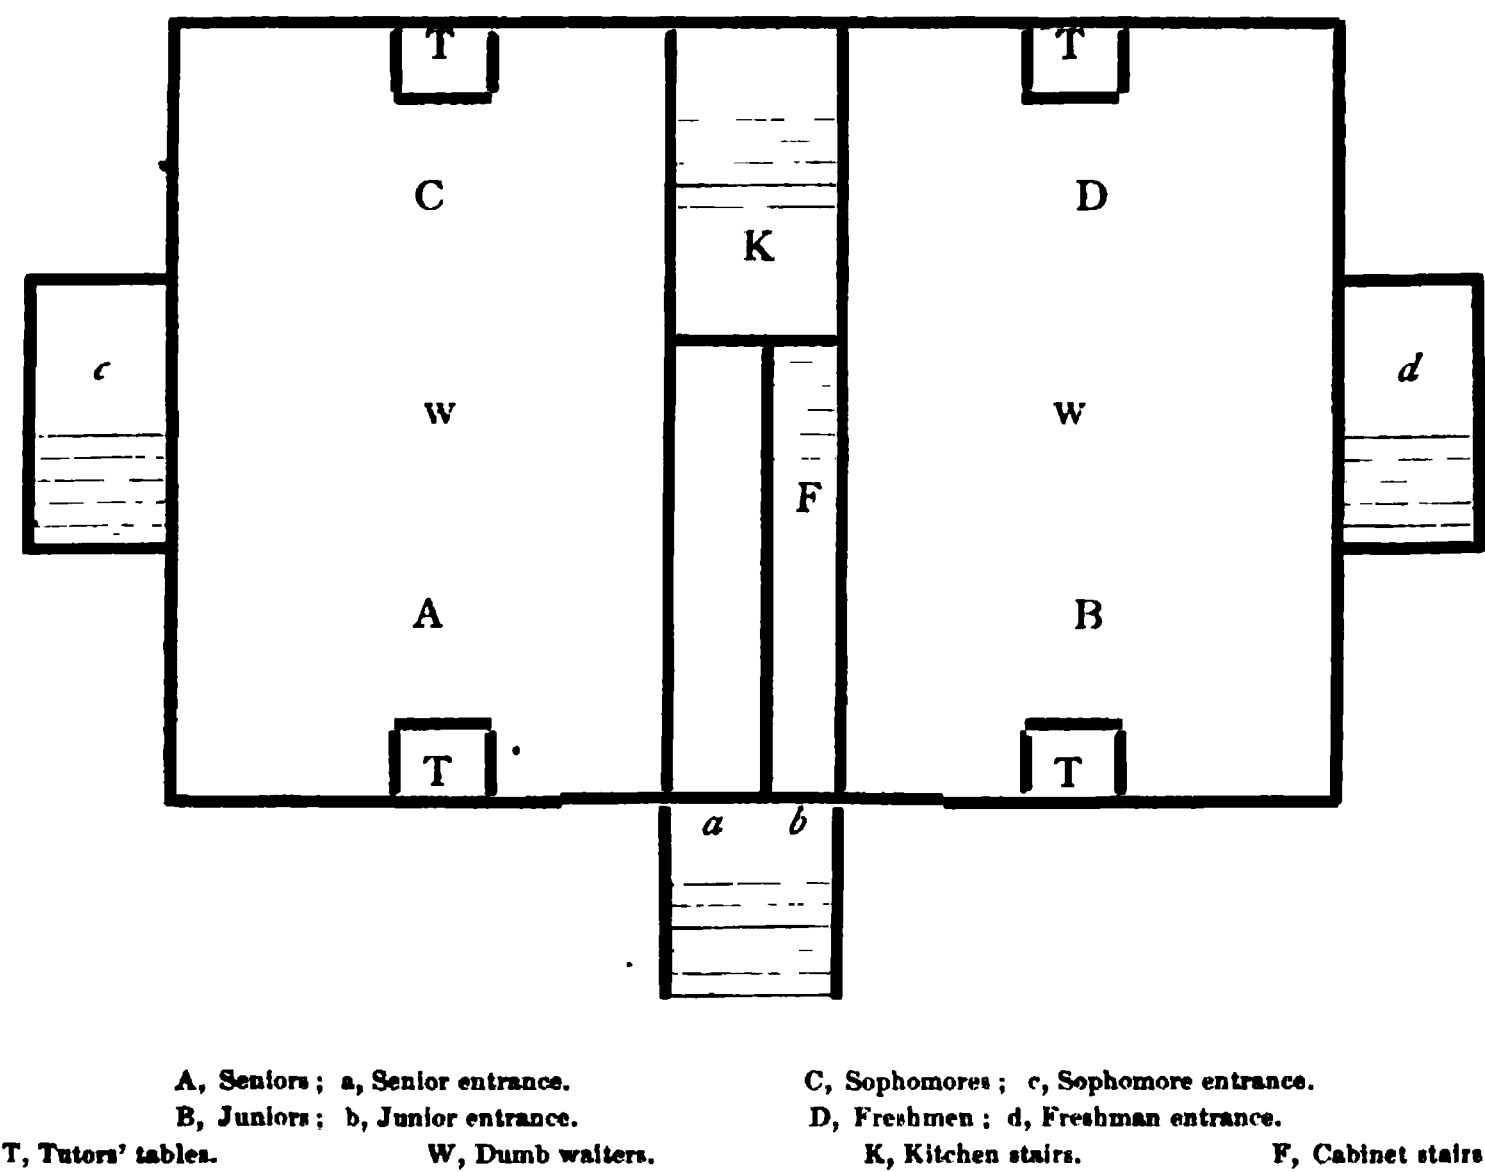 T T
C D
K
c d
W W
F
A B
T T
a b
A, Seniors; a, Senior entrance. C, Sophomores; c, Sophomore entrance.
B, Juniors; b, Junior entrance. D, Freshmen; d, Freshman entrance.
T, Tutors' tables. W, Dumb waiters. K, Kitchen stairs. F, Cabinet stairs